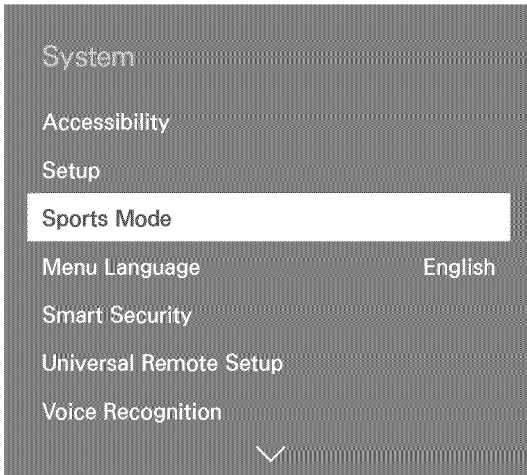 System
Accessibility
Setup
Sports Mode
Menu Language English
Smart Security
Universal Remote Setup
Voice Recognition